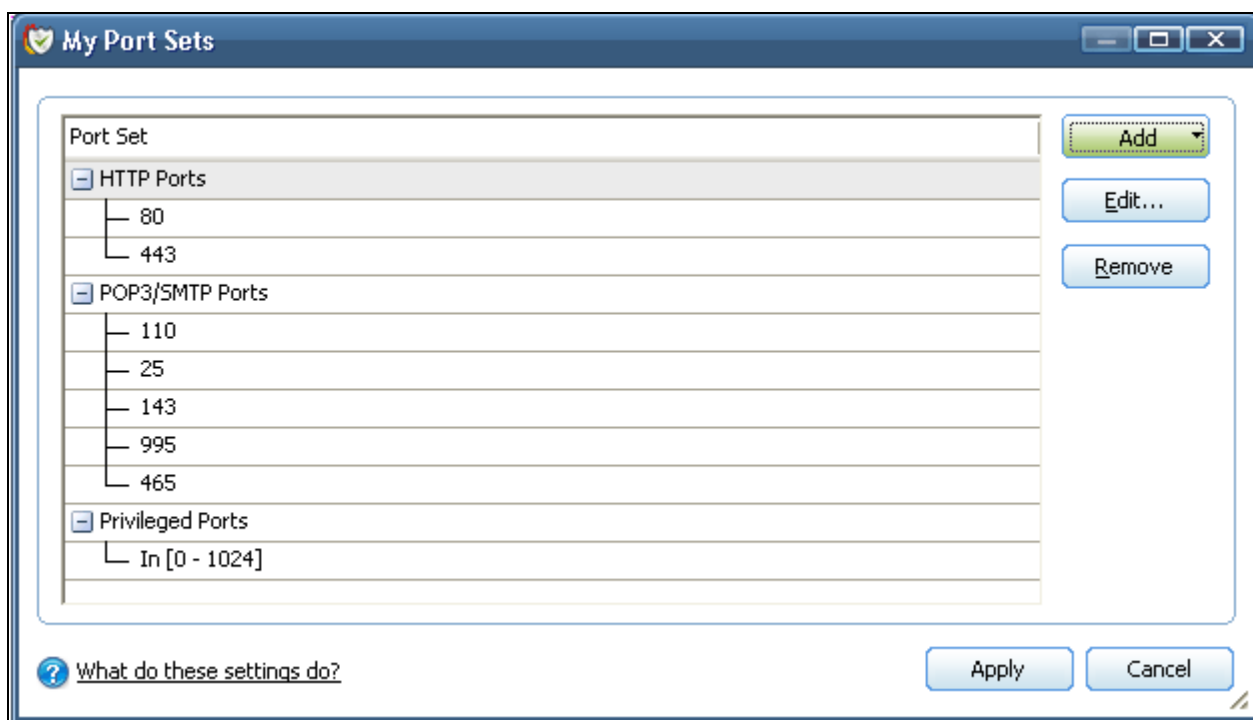 My Port Sets
Port Set
HTTP Ports
80
443
POP3/SMTP Ports
110
25
143
995
465
Privileged Ports
In [0 - 1024]
Add
Edit...
Remove
What do these settings do?
Apply
Cancel